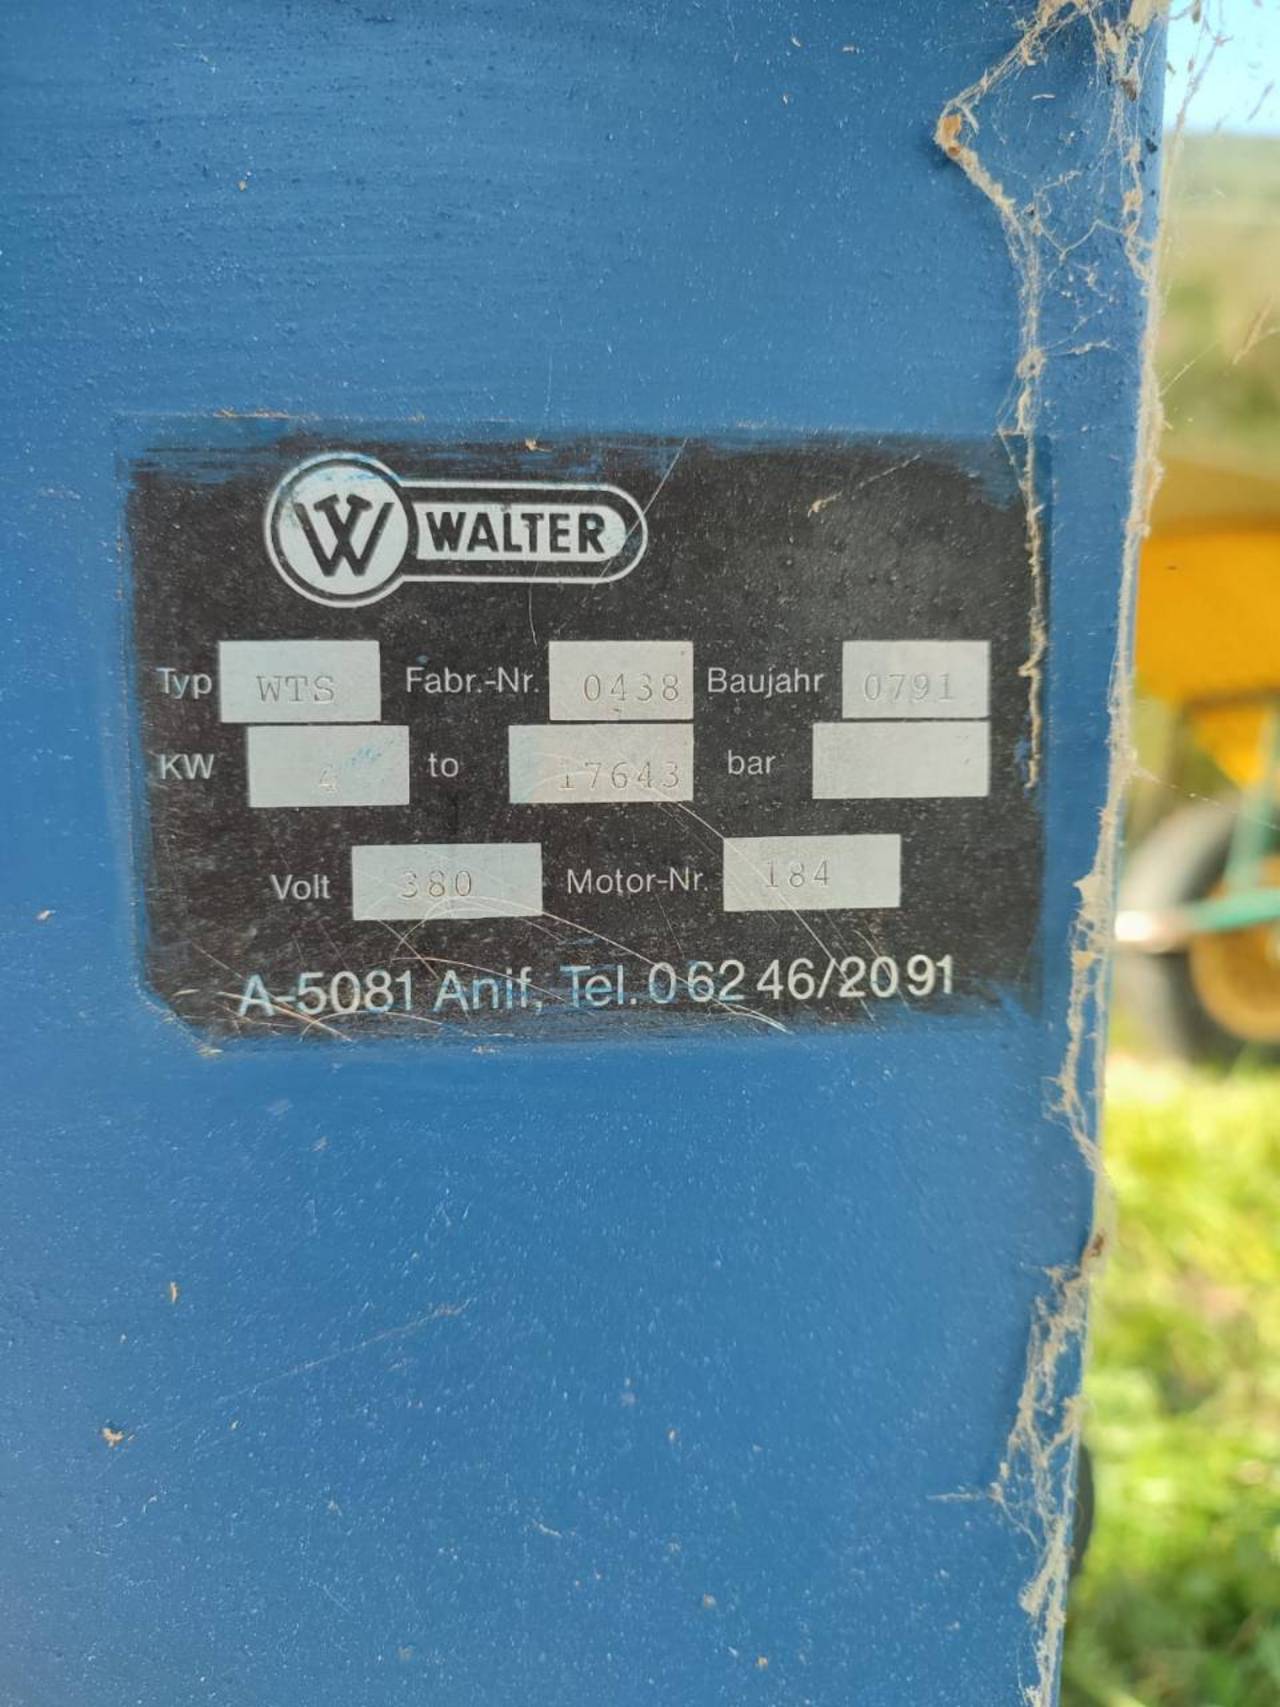 W WALTER
Typ WTS Fabr.-Nr. 0438 Baujahr 0791
KW 4 to 17643 bar
Volt 380 Motor-Nr. 184
A-5081 Anif, Tel. 06246/2091